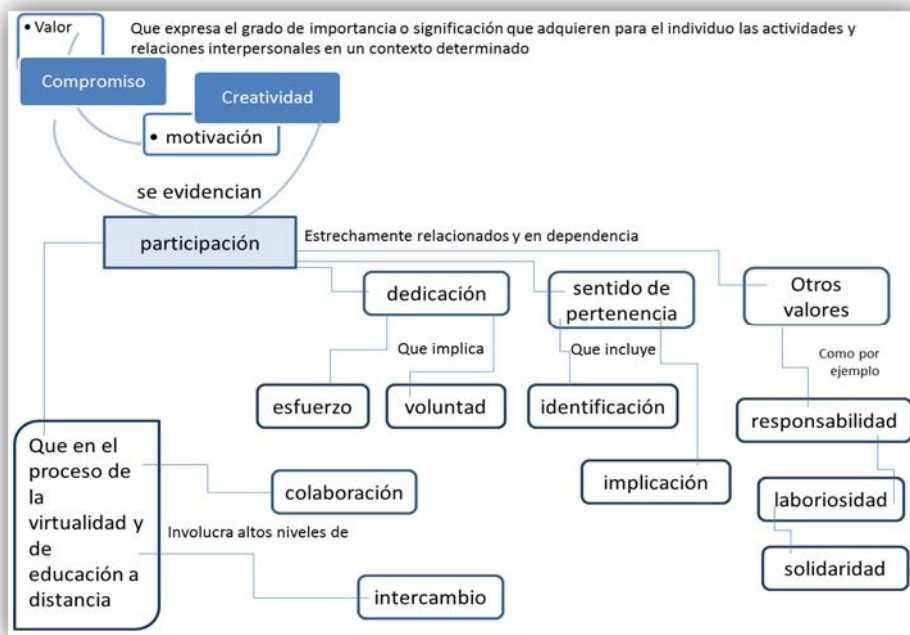 • Valor
Que expresa el grado de importancia o significación que adquieren para el individuo las actividades y
relaciones interpersonales en un contexto determinado
Compromiso
Creatividad
• motivación
se evidencian
participación
Estrechamente relacionados y en dependencia
dedicación
sentido de
pertenencia
Otros
valores
Que implica
Que incluye
Como por
ejemplo
esfuerzo
voluntad
identificación
responsabilidad
Que en el
proceso de
la
virtualidad y
de
educación a
distancia
colaboración
implicación
laboriosidad
Involucra altos niveles de
solidaridad
intercambio